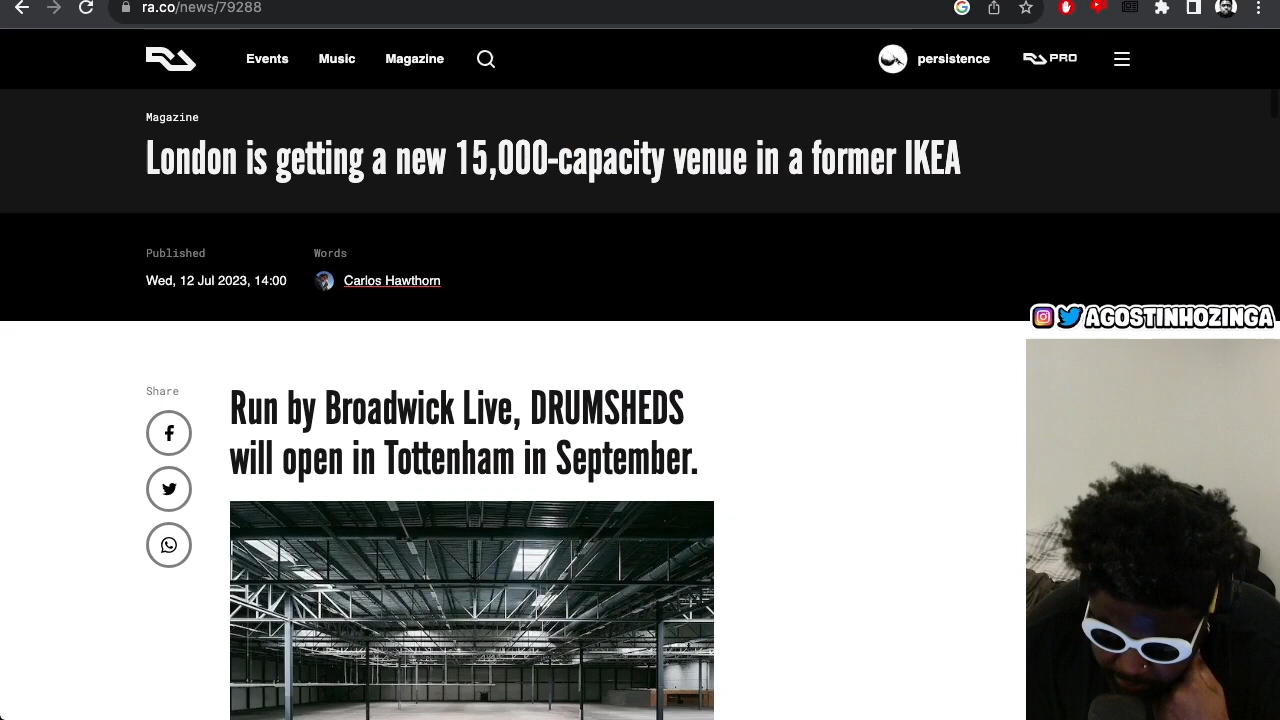 ra.co/news/79288
Events Music Magazine persistence PRO
Magazine
London is getting a new 15,000-capacity venue in a former IKEA
Published Words
Wed, 12 Jul 2023, 14:00 Carlos Hawthorn
AGOSTINHOZINGA
Share
Run by Broadwick Live, DRUMSHEDS
will open in Tottenham in September.